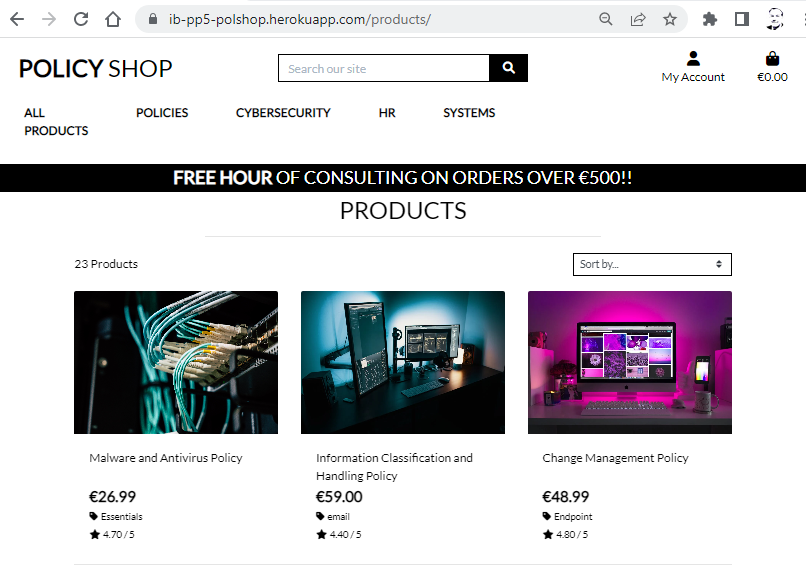 ib-pp5-polshop.herokuapp.com/products/
POLICY SHOP
Search our site
My Account
€0.00
ALL PRODUCTS
POLICIES
CYBERSECURITY
HR
SYSTEMS
FREE HOUR OF CONSULTING ON ORDERS OVER €500!!
PRODUCTS
23 Products
Sort by...
Malware and Antivirus Policy
€26.99
Essentials
4.70 / 5
Information Classification and
Handling Policy
€59.00
email
4.40 / 5
Change Management Policy
€48.99
Endpoint
4.80 / 5